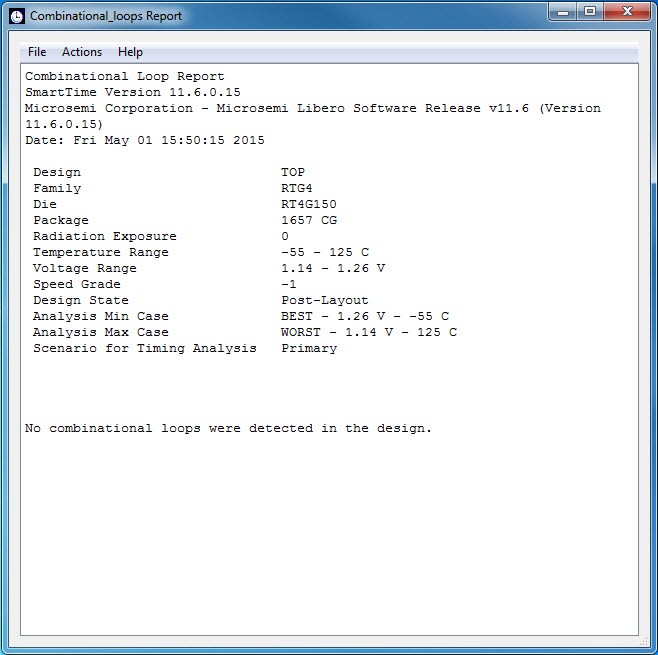 Combinational_loops Report
File Actions Help
Combinational Loop Report
SmartTime Version 11.6.0.15
Microsemi Corporation - Microsemi Libero Software Release v11.6 (Version
11.6.0.15)
Date: Fri May 01 15:50:15 2015
Design TOP
Family RTG4
Die RT4G150
Package 1657 CG
Radiation Exposure 0
Temperature Range -55 - 125 C
Voltage Range 1.14 - 1.26 V
Speed Grade -1
Design State Post-Layout
Analysis Min Case BEST - 1.26 V - -55 C
Analysis Max Case WORST - 1.14 V - 125 C
Scenario for Timing Analysis Primary
No combinational loops were detected in the design.